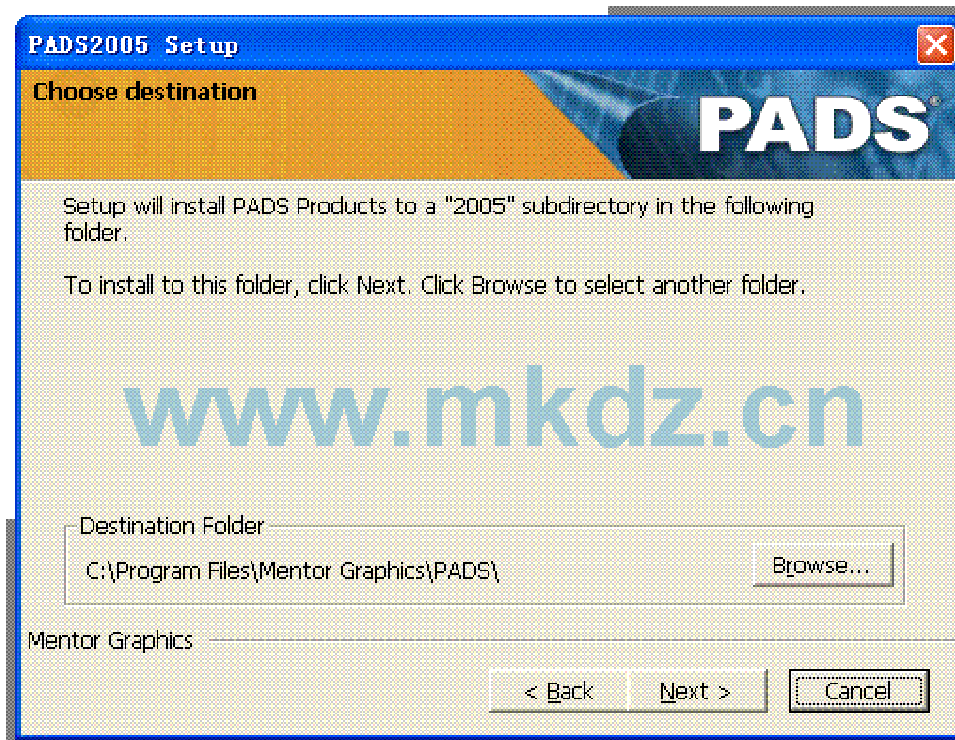 PADS2005 Setup
Choose destination
PADS®
Setup will install PADS Products to a "2005" subdirectory in the following
folder.
To install to this folder, click Next. Click Browse to select another folder.
www.mkdz.cn
Destination Folder
C:\Program Files\Mentor Graphics\PADS\
Browse...
Mentor Graphics
< Back
Next >
Cancel